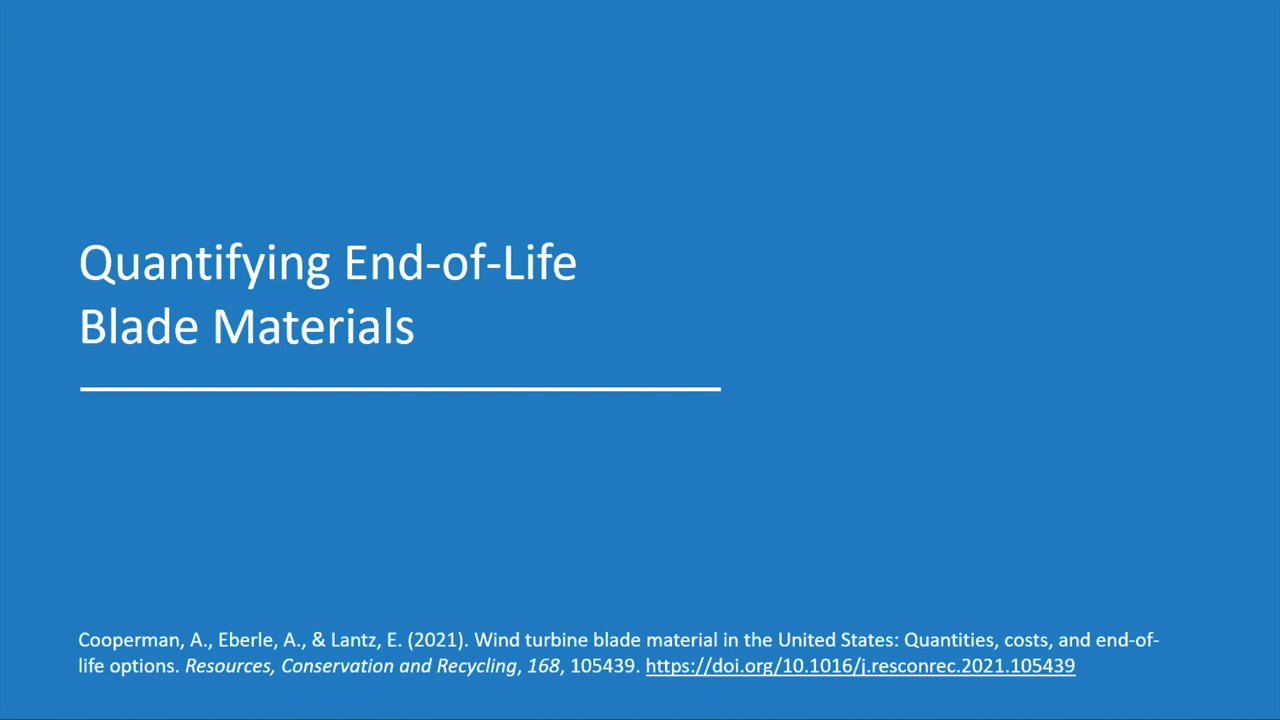 Quantifying End-of-Life
Blade Materials
Cooperman, A., Eberle, A., & Lantz, E. (2021). Wind turbine blade material in the United States: Quantities, costs, and end-of-
life options. Resources, Conservation and Recycling, 168, 105439. https://doi.org/10.1016/j.resconrec.2021.105439